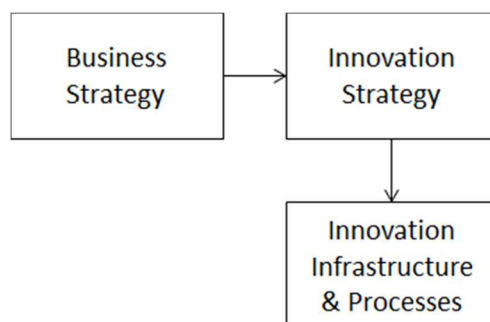 Business
Strategy
Innovation
Strategy
Innovation
Infrastructure
& Processes